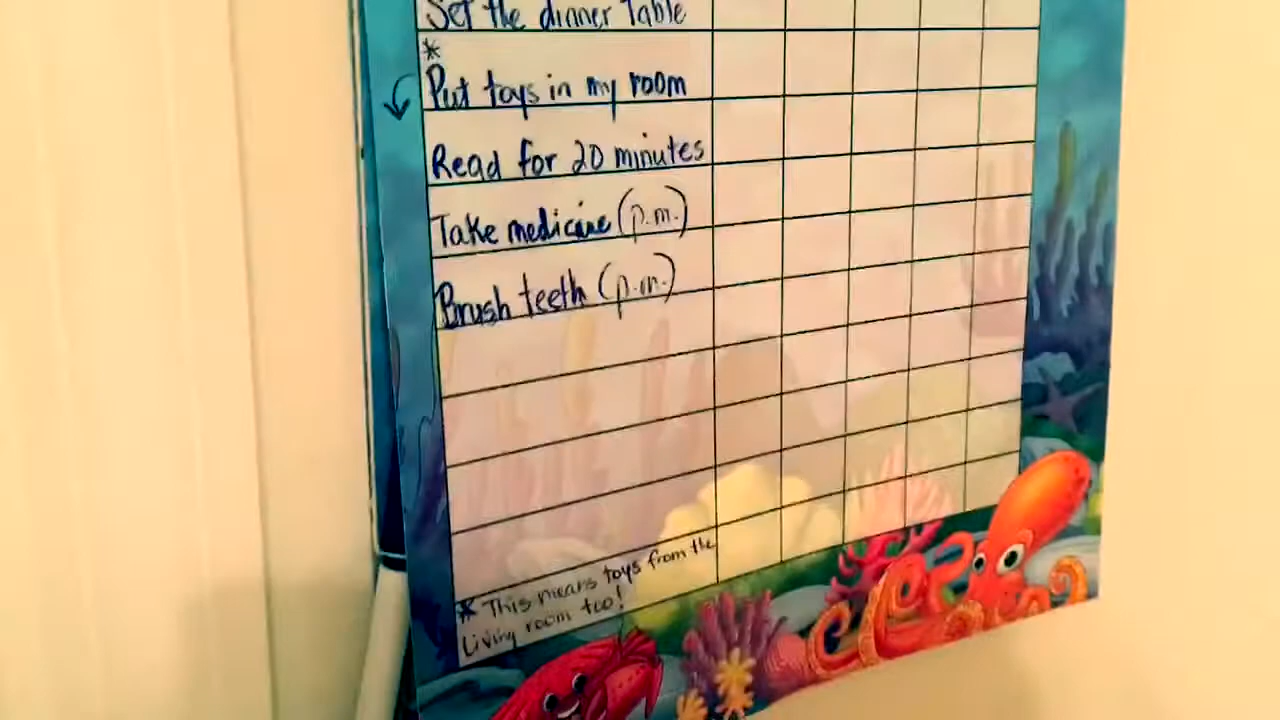 Set the dinner Table
*
Put toys in my room
Read for 20 minutes
Take medicine (p.m.)
Brush teeth (p.m.)
* This means toys from the
Living room too!